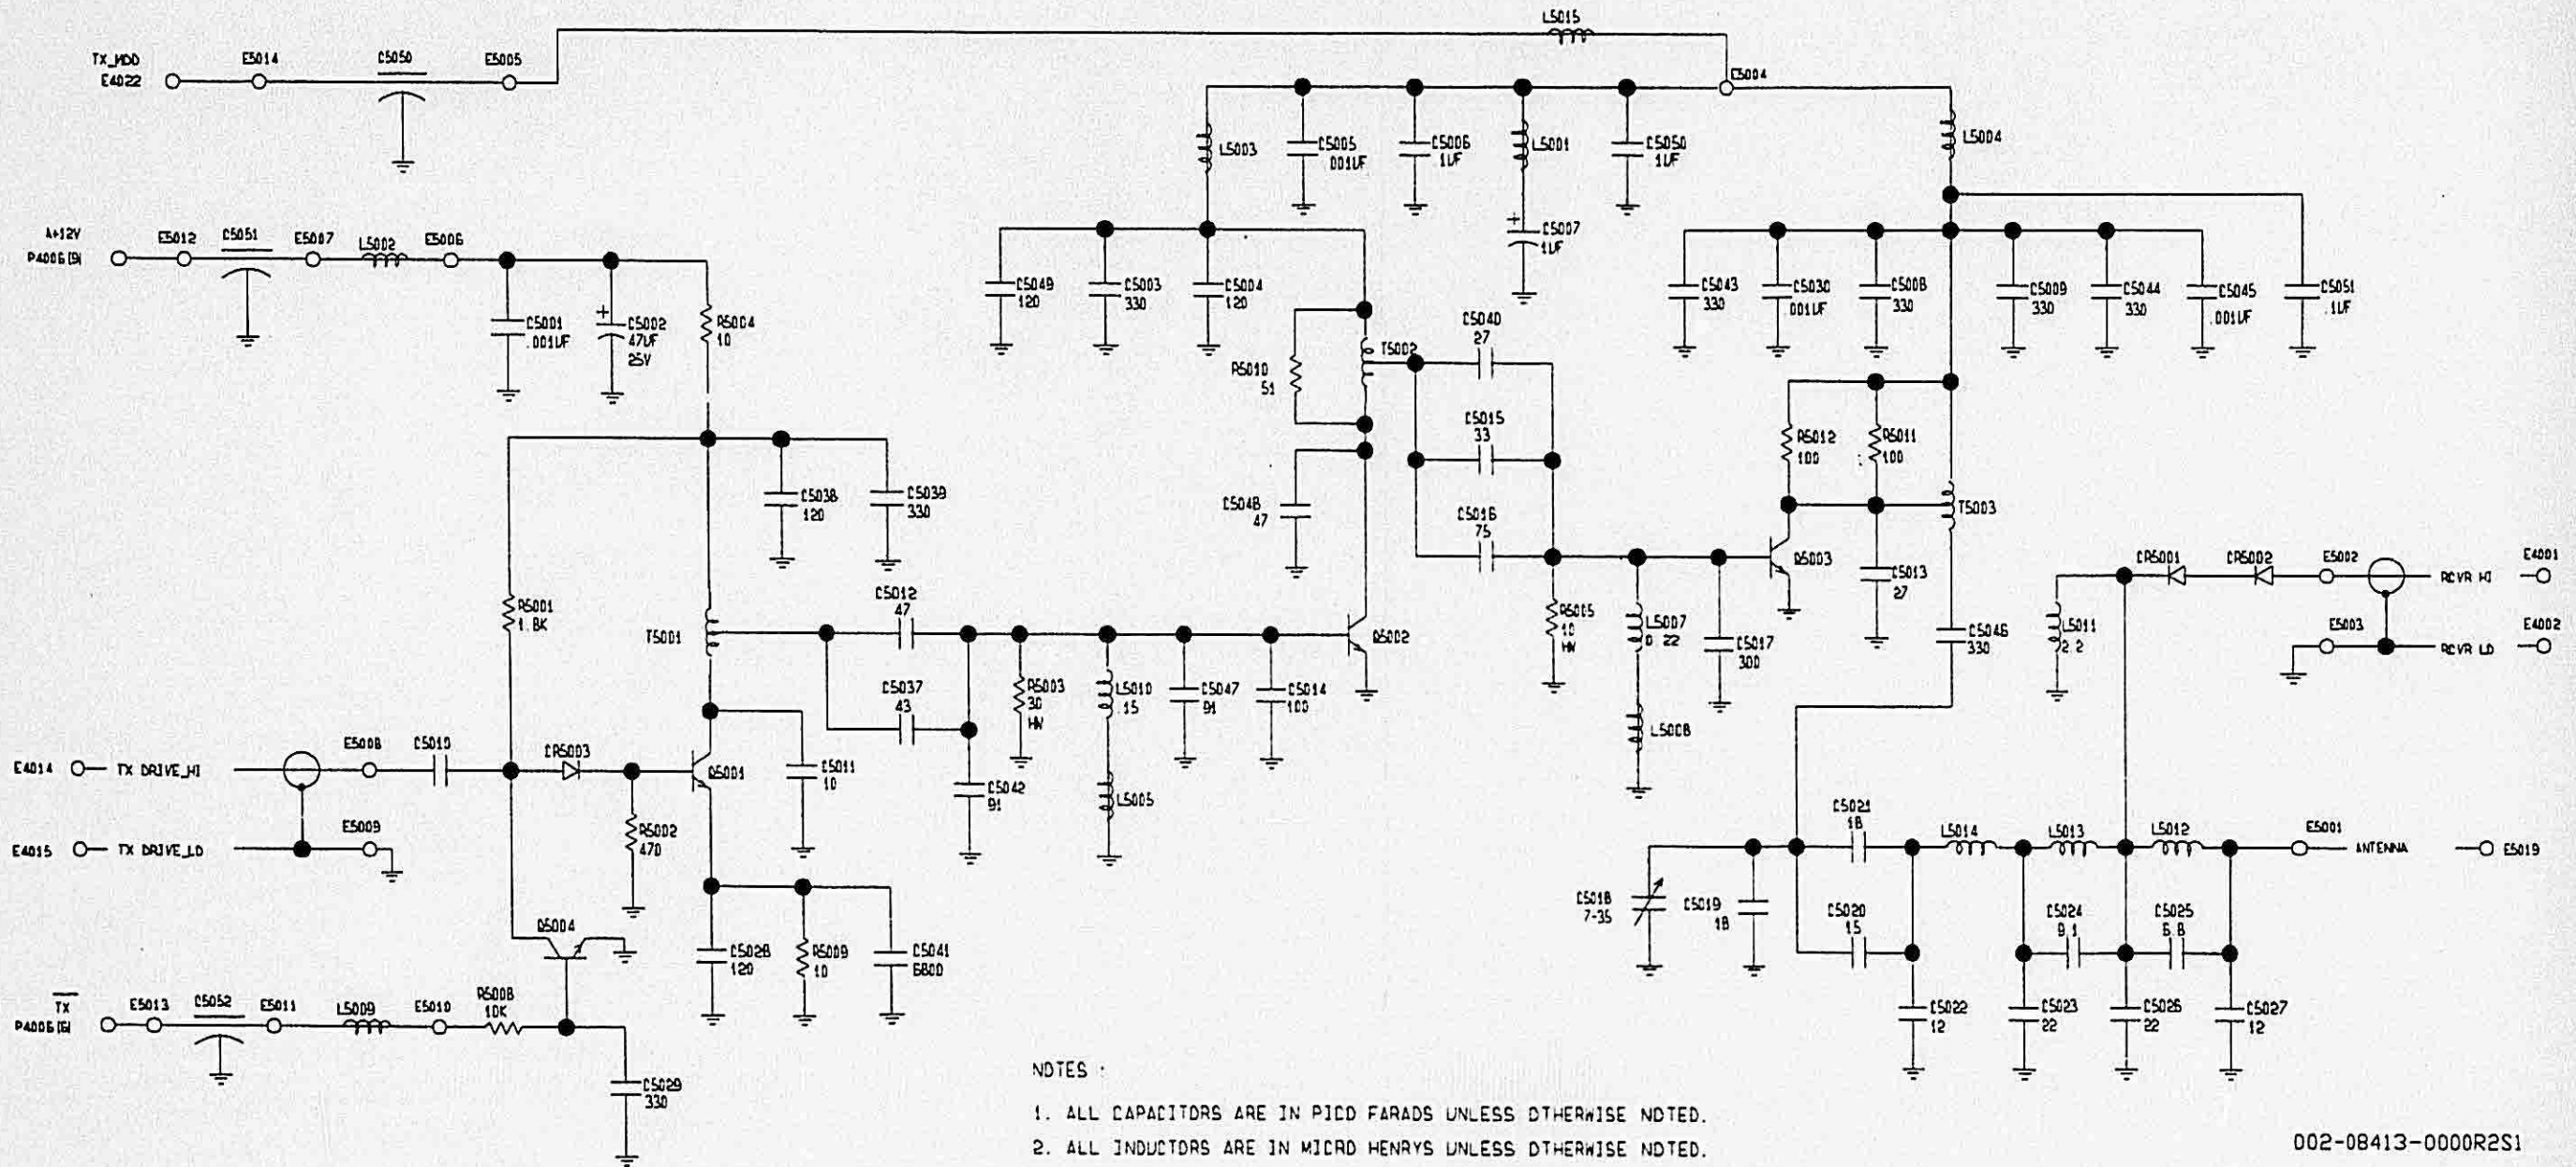 L5015
TX_MOD
E4022
E5014
C5050
E5005
E5004
L5003
C5005
.001UF
C5006
1UF
L5001
C5050
1UF
L5004
A+12V
P4006[9]
E5012
C5051
E5007
L5002
E5006
+
C5007
1UF
C5001
.001UF
+
C5002
47UF
25V
R5004
10
C5049
120
C5003
330
C5004
120
C5043
330
C5030
.001UF
C5008
330
C5009
330
C5044
330
C5045
.001UF
C5051
.1UF
T5002
C5040
27
R5010
51
C5015
33
R5012
100
R5011
100
C5038
120
C5039
330
C5048
47
C5016
75
T5003
Q5003
C5013
27
R5001
1.8K
T5001
C5012
47
Q5002
R5005
10
HW
L5007
0.22
C5017
300
C5046
330
CR5001
CR5002
E5002
RCVR HI
E4001
E5003
RCVR LO
E4002
L5011
2.2
C5037
43
R5003
30
HW
L5010
.15
C5047
91
C5014
100
L5008
E4014
TX DRIVE_HI
E5008
C5010
CR5003
Q5001
C5011
10
C5042
91
L5005
E4015
TX DRIVE_LO
E5009
R5002
470
C5021
18
L5014
L5013
L5012
E5001
ANTENNA
E5019
C5018
7-35
C5019
18
C5020
15
C5024
9.1
C5025
6.8
Q5004
C5028
120
R5009
10
C5041
6800
TX
P4006[6]
E5013
C5052
E5011
L5009
E5010
R5008
10K
C5022
12
C5023
22
C5026
22
C5027
12
C5029
330
NOTES :
1. ALL CAPACITORS ARE IN PICO FARADS UNLESS OTHERWISE NOTED.
2. ALL INDUCTORS ARE IN MICRO HENRYS UNLESS OTHERWISE NOTED.
002-08413-0000R2S1